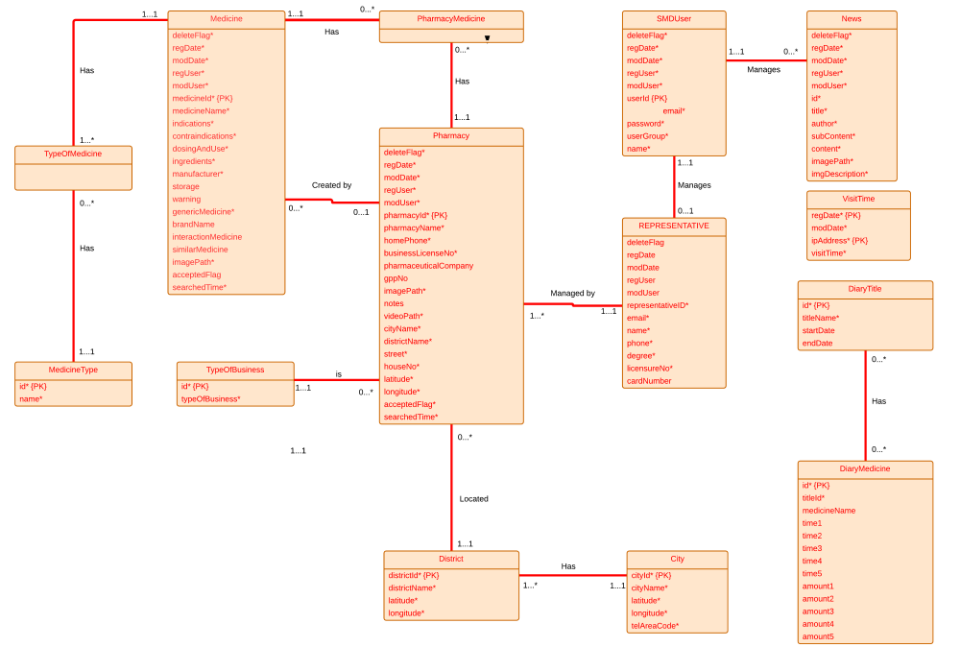 Medicine
deleteFlag*
regDate*
modDate*
regUser*
modUser*
medicineId* {PK}
medicineName*
indications*
contraindications*
dosingAndUse*
ingredients*
manufacturer*
storage
warning
genericMedicine*
brandName
interactionMedicine
similarMedicine
imagePath*
acceptedFlag
searchedTime*
1...1
Has
1...*
TypeOfMedicine
0...*
Has
1...1
MedicineType
id* {PK}
name*
1...1
Has
0...*
PharmacyMedicine
0...*
Has
1...1
Created by
0...*
0...1
Pharmacy
deleteFlag*
regDate*
modDate*
regUser*
modUser*
pharmacyId* {PK}
pharmacyName*
homePhone*
businessLicenseNo*
pharmaceuticalCompany
gppNo
imagePath*
notes
videoPath*
cityName*
districtName*
street*
houseNo*
latitude*
longitude*
acceptedFlag*
searchedTime*
TypeOfBusiness
id* {PK}
typeOfBusiness*
is
1...1
0...*
1...1
0...*
Located
1...1
District
districtId* {PK}
districtName*
latitude*
longitude*
Has
1...*
1...1
City
cityId* {PK}
cityName*
latitude*
longitude*
telAreaCode*
SMDUser
deleteFlag*
regDate*
modDate*
regUser*
modUser*
userId {PK}
email*
password*
userGroup*
name*
1...1
Manages
0...1
REPRESENTATIVE
deleteFlag
regDate
modDate
regUser
modUser
representativeID*
email*
name*
phone*
degree*
licensureNo*
cardNumber
Managed by
1...*
1...1
1...1
0...*
Manages
News
deleteFlag*
regDate*
modDate*
regUser*
modUser*
id*
title*
author*
subContent*
content*
imagePath*
imgDescription*
VisitTime
regDate* {PK}
modDate*
ipAddress* {PK}
visitTime*
DiaryTitle
id* {PK}
titleName*
startDate
endDate
0...*
Has
0...*
DiaryMedicine
id* {PK}
titleId*
medicineName
time1
time2
time3
time4
time5
amount1
amount2
amount3
amount4
amount5